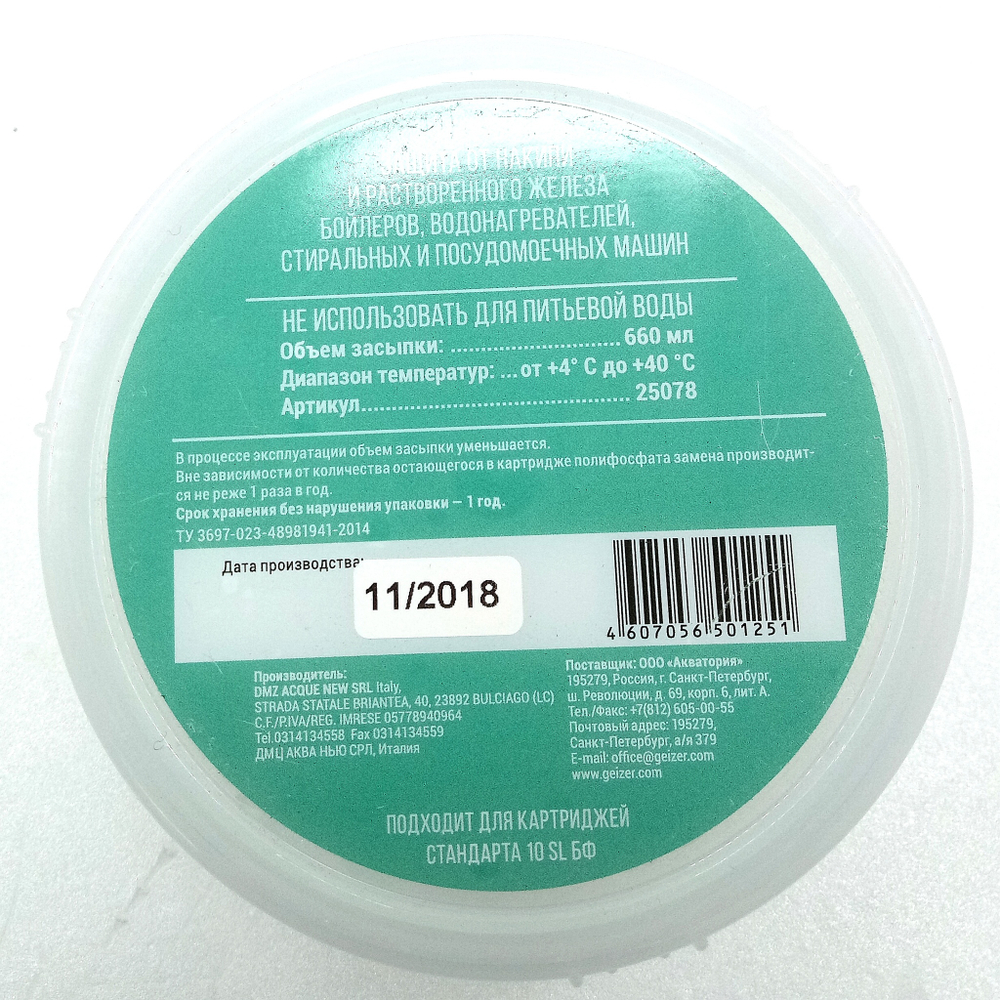 ЗАЩИТА ОТ НАКИПИ
И РАСТВОРЕННОГО ЖЕЛЕЗА
БОЙЛЕРОВ, ВОДОНАГРЕВАТЕЛЕЙ,
СТИРАЛЬНЫХ И ПОСУДОМОЕЧНЫХ МАШИН
НЕ ИСПОЛЬЗОВАТЬ ДЛЯ ПИТЬЕВОЙ ВОДЫ
Объем засыпки: ............................ 660 мл
Диапазон температур: ... от +4° С до +40 °С
Артикул............................................ 25078
В процессе эксплуатации объем засыпки уменьшается.
Вне зависимости от количества остающегося в картридже полифосфата замена производит-
ся не реже 1 раза в год.
Срок хранения без нарушения упаковки – 1 год.
ТУ 3697-023-48981941-2014
Дата производства:
11/2018
4 607056 501251
Производитель:
DMZ ACQUE NEW SRL Italy,
STRADA STATALE BRIANTEA, 40, 23892 BULCIAGO (LC)
C.F./P.IVA/REG. IMRESE 05778940964
Tel.0314134558 Fax 0314134559
ДМЦ АКВА НЬЮ СРЛ, Италия
Поставщик: ООО «Акватория»
195279, Россия, г. Санкт-Петербург,
ш. Революции, д. 69, корп. 6, лит. А.
Тел./Факс: +7(812) 605-00-55
Почтовый адрес: 195279,
Санкт-Петербург, а/я 379
E-mail: office@geizer.com
www.geizer.com
ПОДХОДИТ ДЛЯ КАРТРИДЖЕЙ
СТАНДАРТА 10 SL БФ